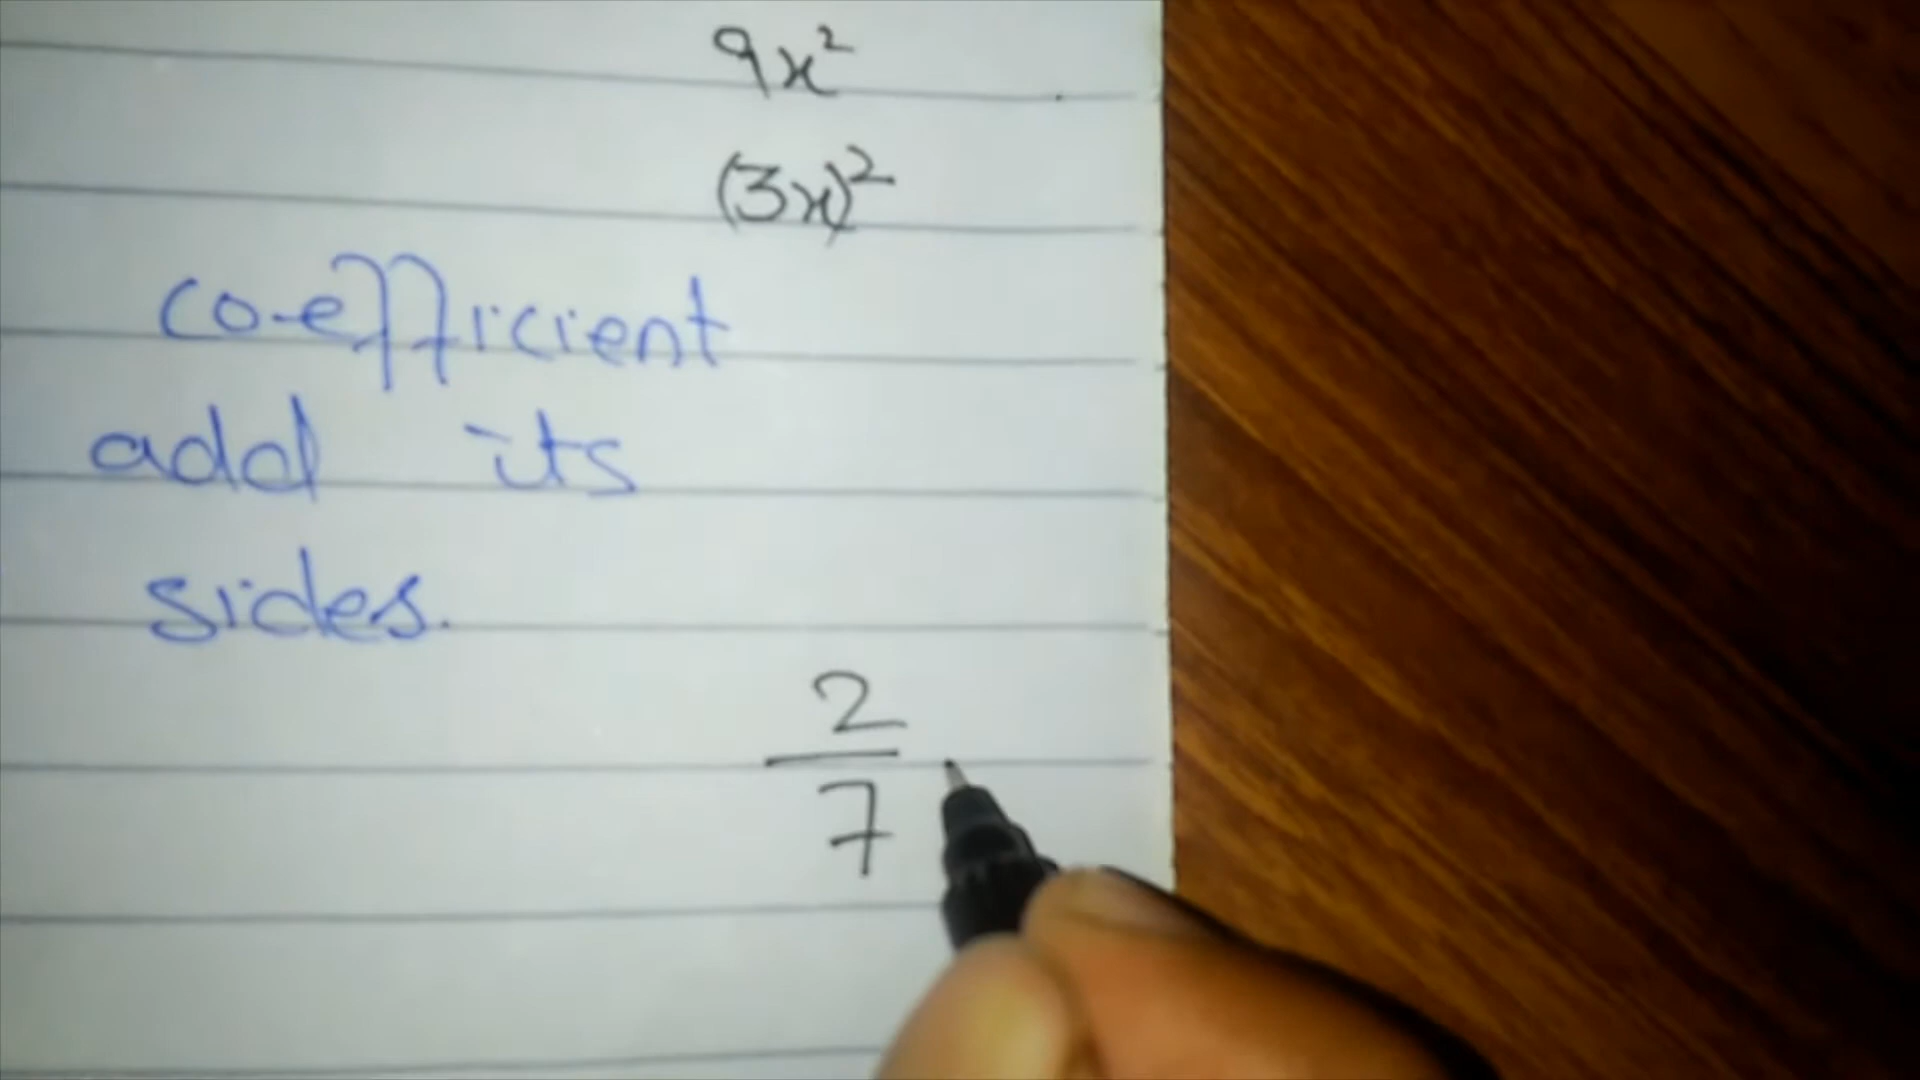 9x²
(3x)²
co-efficient
add its
sides.
2
7